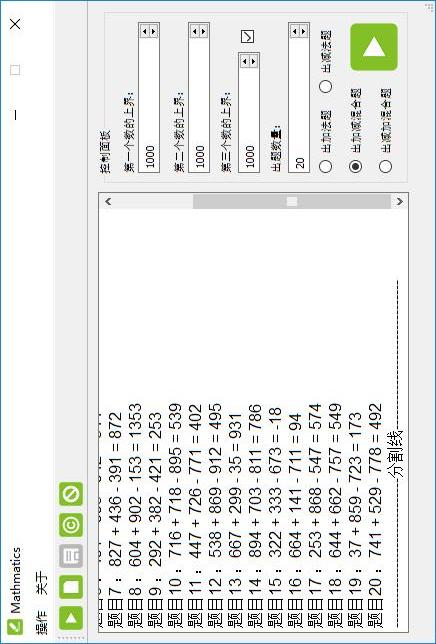 Mathmatics
操作 关于
题目7： 827 + 436 - 391 = 872
题目8： 604 + 902 - 153 = 1353
题目9： 292 + 382 - 421 = 253
题目10： 716 + 718 - 895 = 539
题目11： 447 + 726 - 771 = 402
题目12： 538 + 869 - 912 = 495
题目13： 667 + 299 - 35 = 931
题目14： 894 + 703 - 811 = 786
题目15： 322 + 333 - 673 = -18
题目16： 664 + 141 - 711 = 94
题目17： 253 + 868 - 547 = 574
题目18： 644 + 662 - 757 = 549
题目19： 37 + 859 - 723 = 173
题目20： 741 + 529 - 778 = 492
分割线
控制面板
第一个数的上界:
1000
第二个数的上界:
1000
第三个数的上界:
1000
出题数量:
20
出加法题 出减法题
出加减混合题
出减加混合题